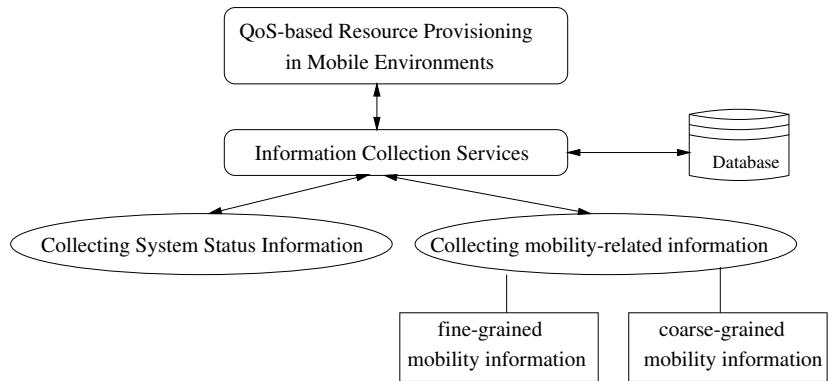 QoS-based Resource Provisioning
in Mobile Environments
Information Collection Services
Database
Collecting System Status Information
Collecting mobility-related information
fine-grained
mobility information
coarse-grained
mobility information